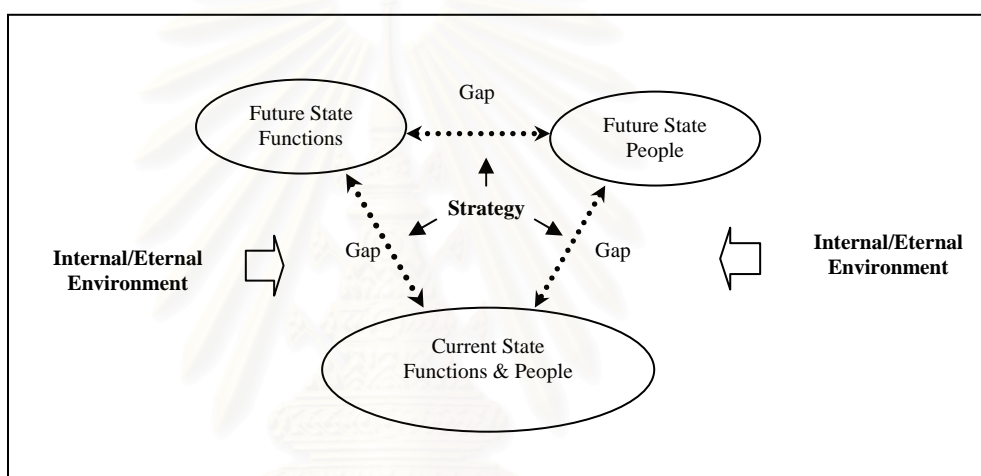 Gap
Future State
Functions
Future State
People
Strategy
Gap
Gap
Internal/Eternal
Environment
Internal/Eternal
Environment
Current State
Functions & People